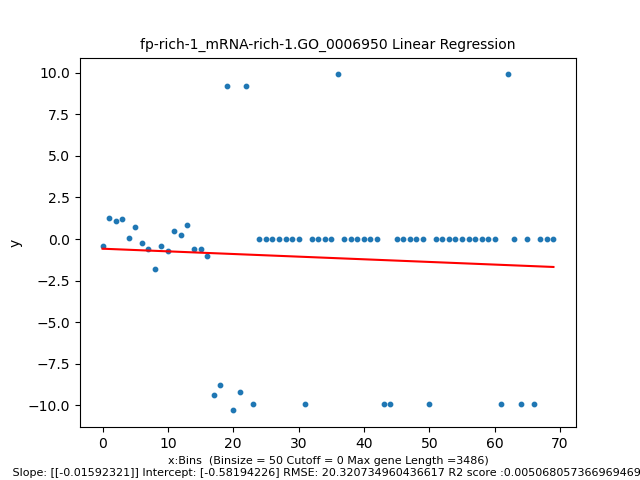 fp-rich-1_mRNA-rich-1.GO_0006950 Linear Regression
10.0
7.5
5.0
2.5
0.0
−2.5
−5.0
−7.5
−10.0
y
0 10 20 30 40 50 60 70
x:Bins (Binsize = 50 Cutoff = 0 Max gene Length =3486)
Slope: [[-0.01592321]] Intercept: [-0.58194226] RMSE: 20.320734960436617 R2 score :0.005068057366969469